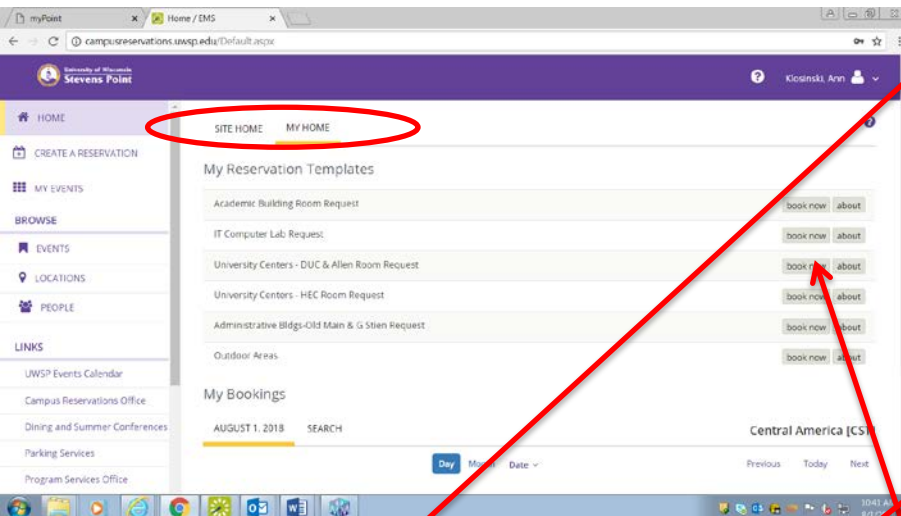 myPoint
Home / EMS
campusreservations.uwsp.edu/Default.aspx
University of Wisconsin
Stevens Point
Klosinski, Ann
HOME
SITE HOME MY HOME
CREATE A RESERVATION
MY EVENTS
BROWSE
EVENTS
LOCATIONS
PEOPLE
LINKS
UWSP Events Calendar
Campus Reservations Office
Dining and Summer Conferences
Parking Services
Program Services Office
My Reservation Templates
Academic Building Room Request book now about
IT Computer Lab Request book now about
University Centers - DUC & Allen Room Request book now about
University Centers - HEC Room Request book now about
Administrative Bldgs-Old Main & G Stien Request book now about
Outdoor Areas book now about
My Bookings
AUGUST 1, 2018 SEARCH
Central America [CST]
Day Month Date
Previous Today Next
10:41 AM